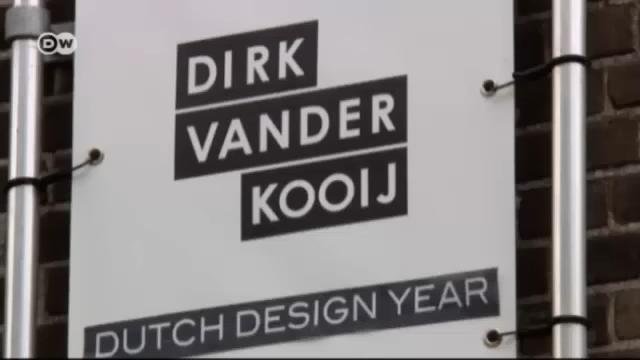 DW
DIRK
VANDER
KOOIJ
DUTCH DESIGN YEAR